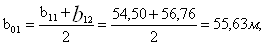 b₀₁ = (b₁₁ + b₁₂)/2 = (54,50 + 56,76)/2 = 55,63 м,